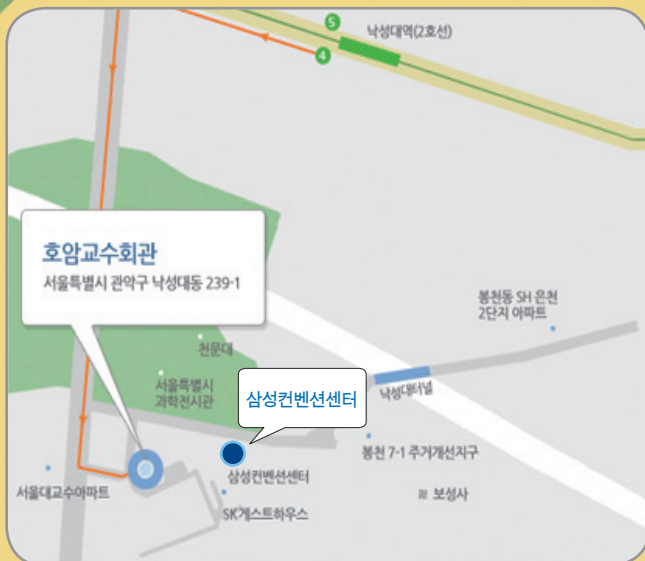 5
낙성대역(2호선)
4
호암교수회관
서울특별시 관악구 낙성대동 239-1
봉천동 SH 은천
2단지 아파트
천문대
서울특별시
과학전시관
삼성컨벤션센터
낙성대터널
봉천 7-1 주거개선지구
삼성컨벤션센터
서울대교수아파트
SK게스트하우스
卍 보성사